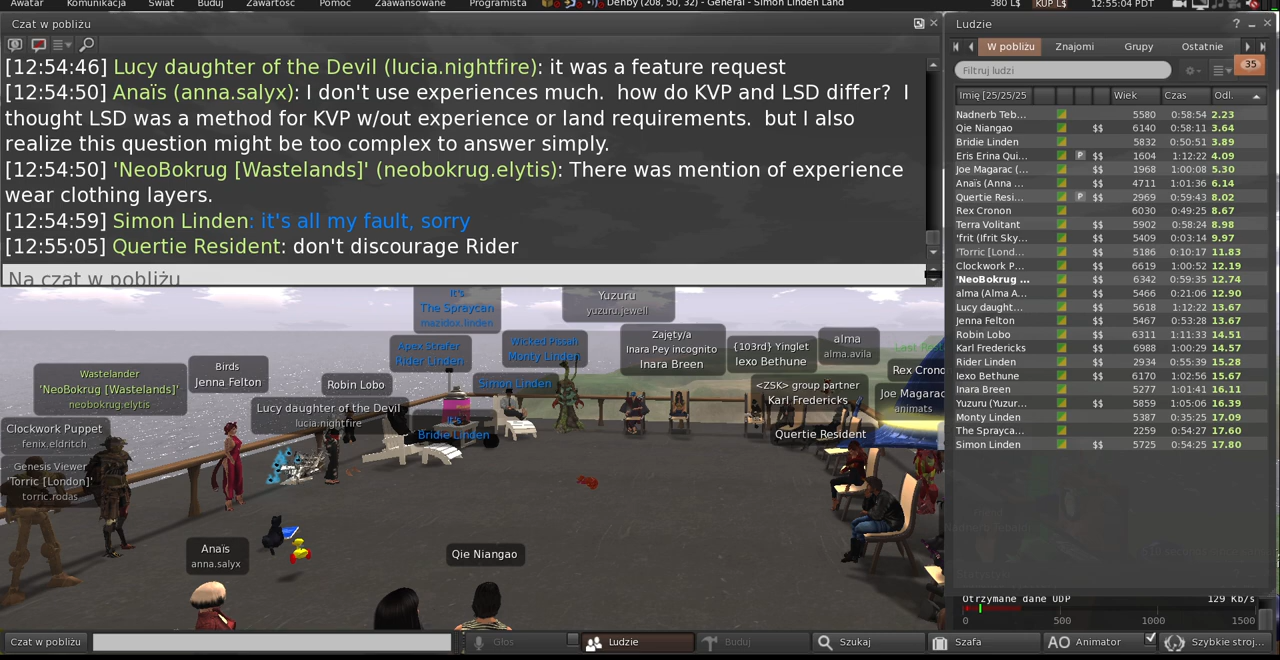 Awatar Komunikacja Świat Buduj Zawartość Pomoc Zaawansowane Programista Denby (208, 50, 32) - General - Simon Linden Land 380 L$ KUP L$ 12:55:04 PDT
Czat w pobliżu
[12:54:46] Lucy daughter of the Devil (lucia.nightfire): it was a feature request
[12:54:50] Anaïs (anna.salyx): I don't use experiences much.  how do KVP and LSD differ?  I
thought LSD was a method for KVP w/out experience or land requirements.  but I also
realize this question might be too complex to answer simply.
[12:54:50] 'NeoBokrug [Wastelands]' (neobokrug.elytis): There was mention of experience
wear clothing layers.
[12:54:59] Simon Linden: it's all my fault, sorry
[12:55:05] Quertie Resident: don't discourage Rider
Na czat w pobliżu
Ludzie
W pobliżu Znajomi Grupy Ostatnie
Filtruj ludzi
35
Imię [25/25/25 Wiek Czas Odl.
Nadnerb Teb... 5580 0:58:54 2.23
Qie Niangao $$ 6140 0:58:11 3.64
Bridie Linden 5832 0:50:51 3.89
Eris Erina Qui... P $$ 1604 1:12:22 4.09
Joe Magarac (... $$ 1968 1:00:08 5.30
Anaïs (Anna ... $$ 4711 1:01:36 6.14
Quertie Resi... P $$ 2969 0:59:43 8.02
Rex Cronon 6030 0:49:25 8.67
Terra Volitant $$ 5902 0:58:24 8.98
'frit (Ifrit Sky... $$ 5409 0:03:14 9.97
'Torric [Lond... $$ 5186 0:10:17 11.83
Clockwork P... $$ 6619 1:00:52 12.19
'NeoBokrug ... $$ 6342 0:59:35 12.74
alma (Alma A... $$ 5466 0:21:06 12.90
Lucy daught... $$ 5618 1:12:22 13.67
Jenna Felton $$ 5467 0:53:28 13.67
Robin Lobo $$ 6311 1:11:33 14.51
Karl Fredericks $$ 6988 1:00:29 14.57
Rider Linden $$ 2934 0:55:39 15.28
Iexo Bethune $$ 6170 1:02:56 15.67
Inara Breen 5277 1:01:41 16.11
Yuzuru (Yuzur... $$ 5859 1:05:06 16.39
Monty Linden 5387 0:35:25 17.09
The Sprayca... 2259 0:54:27 17.60
Simon Linden $$ 5725 0:54:25 17.80
It's
The Spraycan
mazidox.linden
Yuzuru
yuzuru.jewell
Apex Strafer
Rider Linden
Wicked Pissah
Monty Linden
Zajęty/a
Inara Pey incognito
Inara Breen
{103rd} Yinglet
Iexo Bethune
alma
alma.avila
Wastelander
'NeoBokrug [Wastelands]'
neobokrug.elytis
Birds
Jenna Felton
Robin Lobo
Simon Linden
<ZSK> group partner
Karl Fredericks
Rex Crono
Joe Magarac
animats
Lucy daughter of the Devil
lucia.nightfire
It's
Bridie Linden
Quertie Resident
Clockwork Puppet
fenix.eldritch
Genesis Viewer
'Torric [London]'
torric.rodas
Anaïs
anna.salyx
Qie Niangao
Otrzymane dane UDP 129 Kb/s
0 500 1000 1500
Czat w pobliżu Głos Ludzie Buduj Szukaj Szafa AO Animator Szybkie stroj...